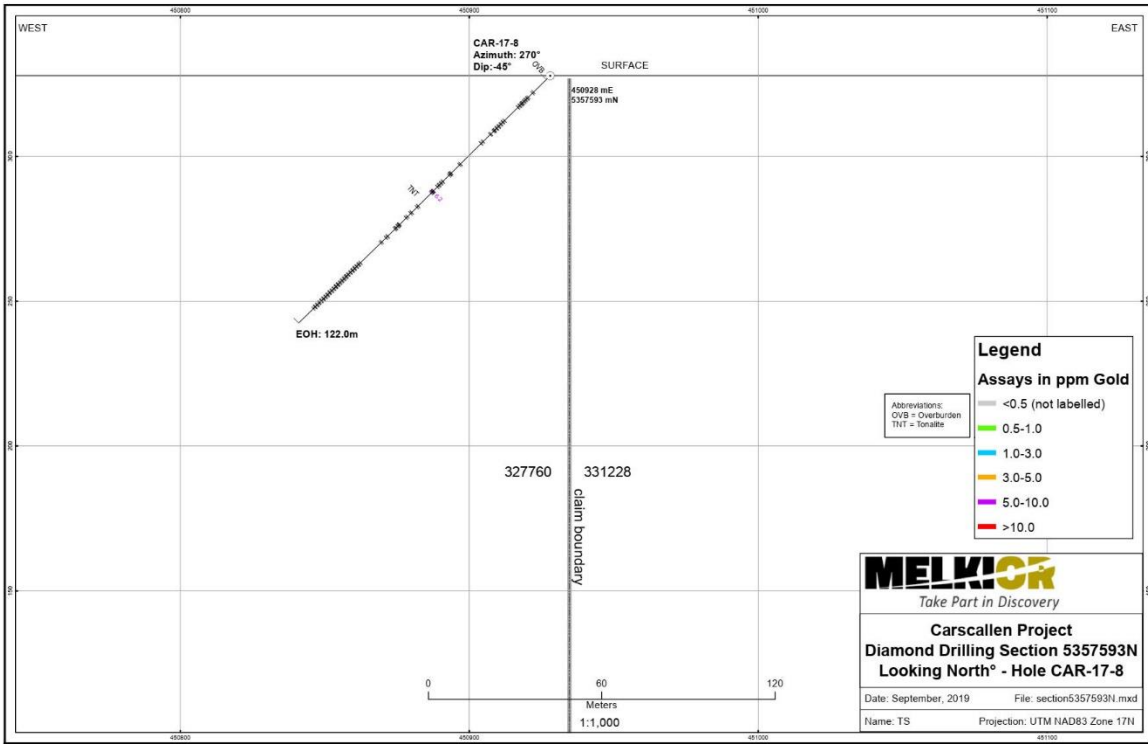 450800
450900
451000
451100
WEST
EAST
CAR-17-8
Azimuth: 270°
Dip:-45°
OVB
SURFACE
450928 mE
5357593 mN
300
TNT
250
EOH: 122.0m
Legend
Assays in ppm Gold
<0.5 (not labelled)
0.5-1.0
1.0-3.0
3.0-5.0
5.0-10.0
>10.0
Abbreviations:
OVB = Overburden
TNT = Tonalite
200
327760
331228
claim boundary
150
MELKIOR
Take Part in Discovery
Carscallen Project
Diamond Drilling Section 5357593N
Looking North° - Hole CAR-17-8
Date: September, 2019
File: section5357593N.mxd
Name: TS
Projection: UTM NAD83 Zone 17N
0
60
120
Meters
1:1,000
450800
450900
451000
451100